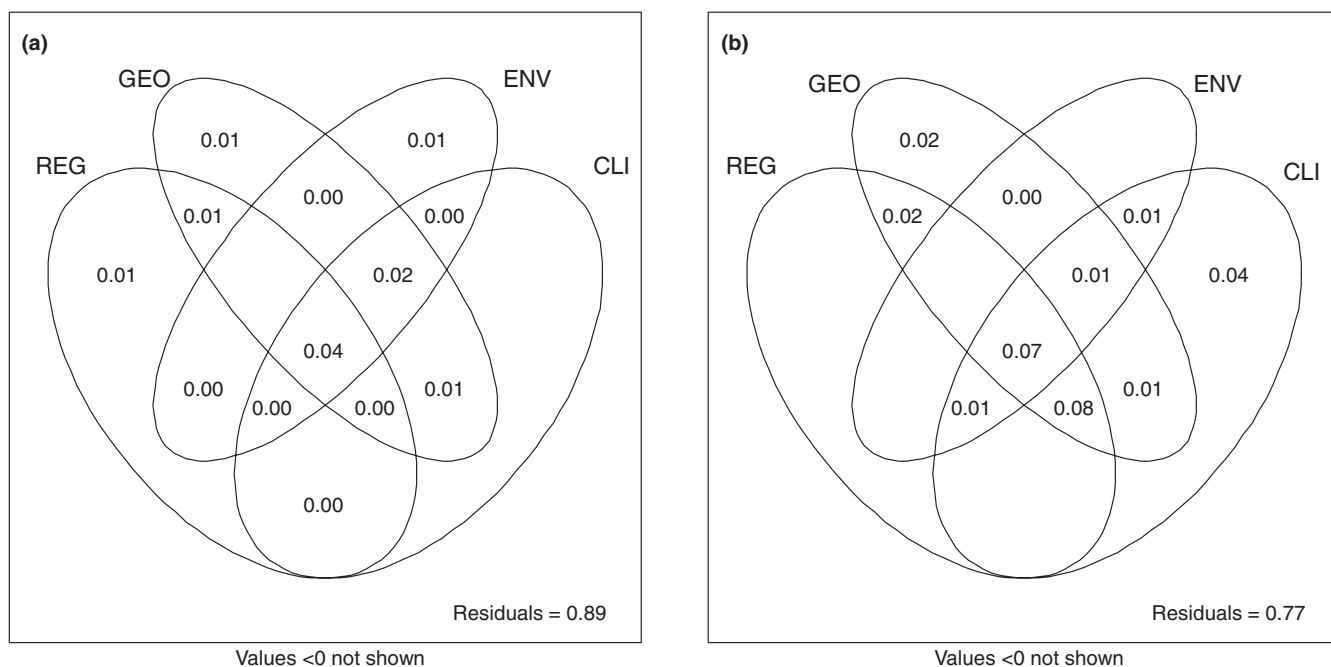 (a)
GEO ENV
REG CLI
0.01 0.01
0.00
0.01 0.00
0.01 0.02
0.04
0.00 0.01
0.00 0.00
0.00
Residuals = 0.89
Values <0 not shown
(b)
GEO ENV
REG CLI
0.02
0.00
0.02 0.01
0.01 0.04
0.07
0.01
0.01 0.08
Residuals = 0.77
Values <0 not shown